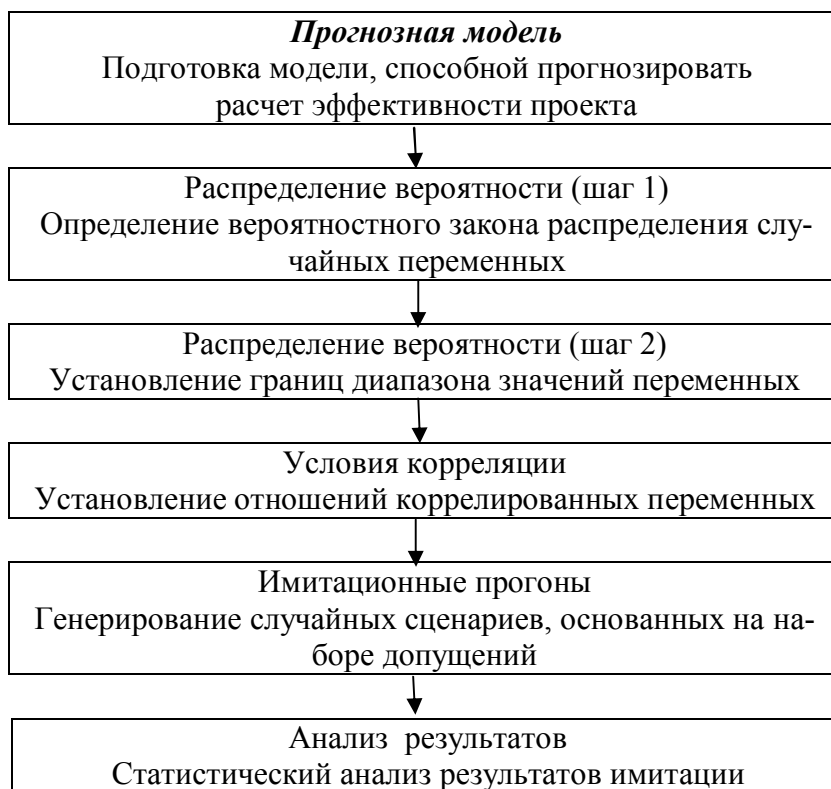 Прогнозная модель
Подготовка модели, способной прогнозировать
расчет эффективности проекта
Распределение вероятности (шаг 1)
Определение вероятностного закона распределения слу-
чайных переменных
Распределение вероятности (шаг 2)
Установление границ диапазона значений переменных
Условия корреляции
Установление отношений коррелированных переменных
Имитационные прогоны
Генерирование случайных сценариев, основанных на на-
боре допущений
Анализ результатов
Статистический анализ результатов имитации